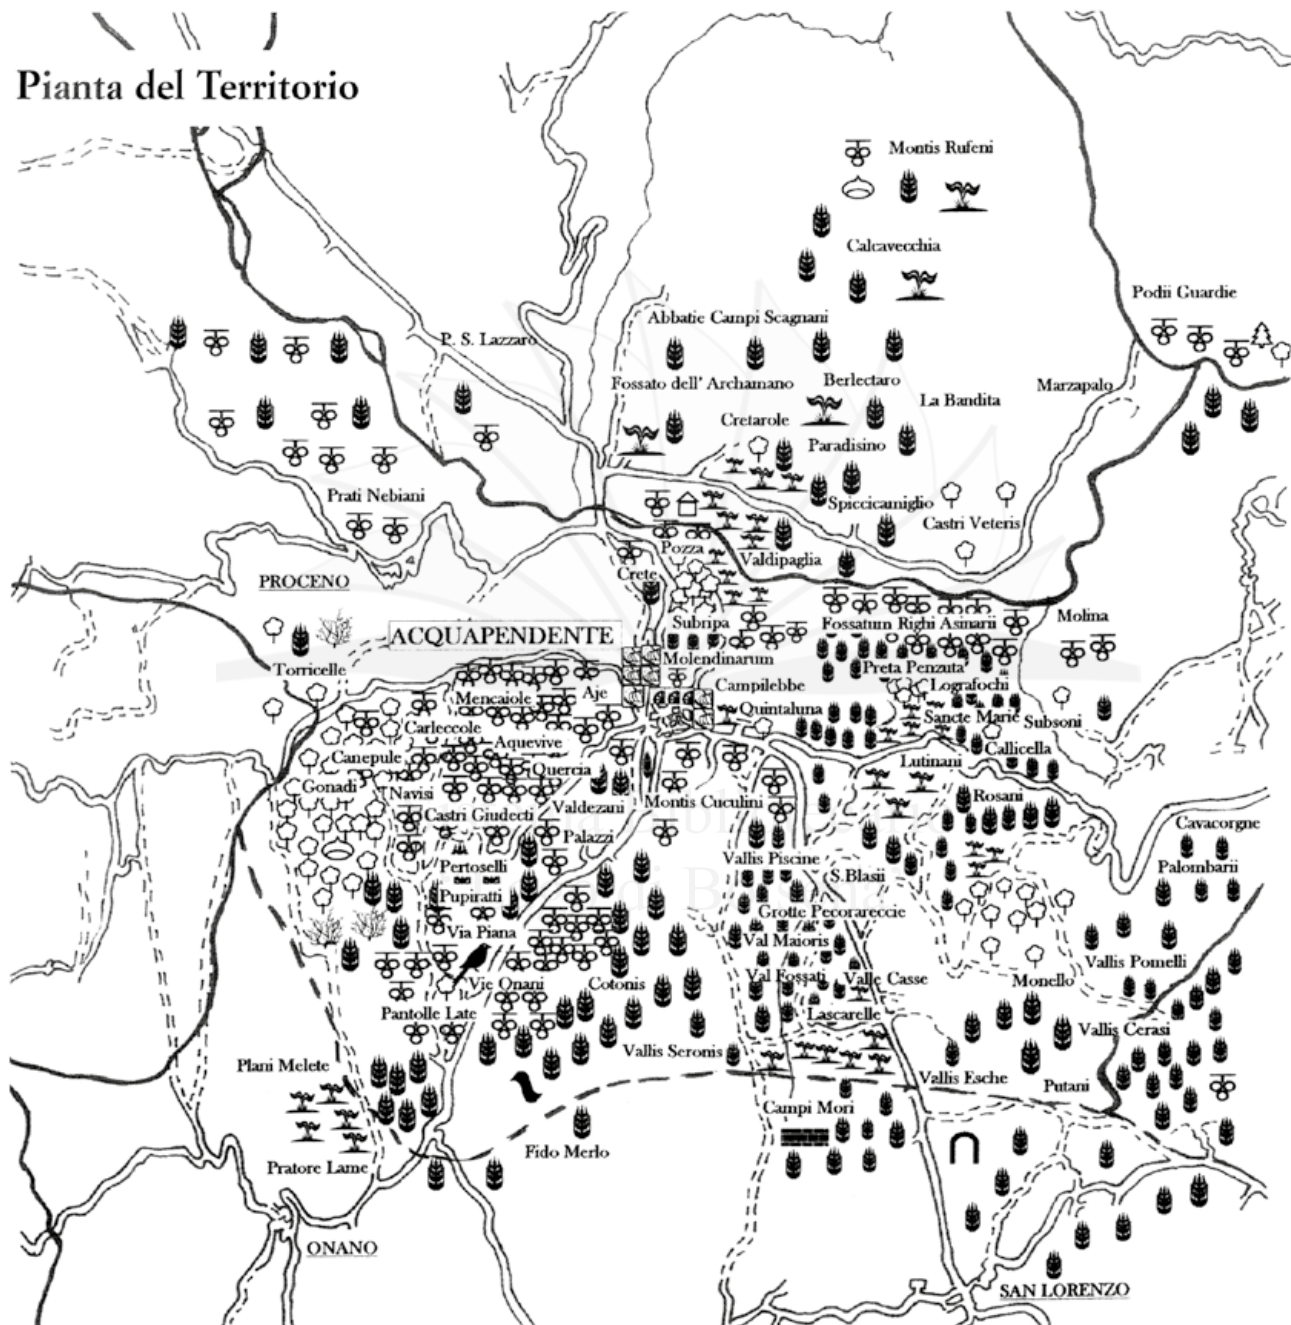 Pianta del Territorio
Montis Rufeni
Calcavecchia
Podii Guardie
Abbatie Campi Scagnani
P. S. Lazzaro
Fossato dell' Archamano
Berlectaro
Marzapalo
La Bandita
Cretarole
Paradisino
Prati Nebiani
Spiccicamiglio
Castri Veteris
Pozza
Valdipaglia
PROCENO
Crete
Subripa
Fossatum Righi Asinarii
Molina
ACQUAPENDENTE
Molendinarum
Torricelle
Preta Penzuta
Mencaiole
Aje
Campilebbe
Lografochi
Quintaluna
Sancte Marie
Subsoni
Carleccole
Aquevive
Callicella
Canepule
Quercia
Lutinani
Gonadi
Navisi
Valdezani
Montis Cuculini
Rosani
Castri Giudecti
Palazzi
Cavacorgne
Pertoselli
Vallis Piscine
S.Blasii
Palombarii
Pupiratti
Grotte Pecorareccie
Via Piana
Val Maioris
Vallis Pomelli
Vie Onani
Cotonis
Val Fossati
Valle Casse
Monello
Pantolle Late
Lascarelle
Vallis Cerasi
Vallis Seronis
Plani Melete
Vallis Esche
Putani
Campi Mori
Fido Merlo
Pratore Lame
ONANO
SAN LORENZO